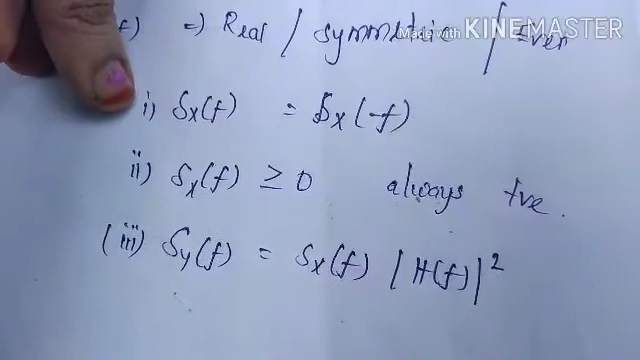 f) ⇒ Real / Symmetric / Even
Made with KINEMASTER
i) Sx(f) = Sx(-f)
ii) Sx(f) ≥ 0 always +ve.
(iii) Sy(f) = Sx(f) |H(f)|²